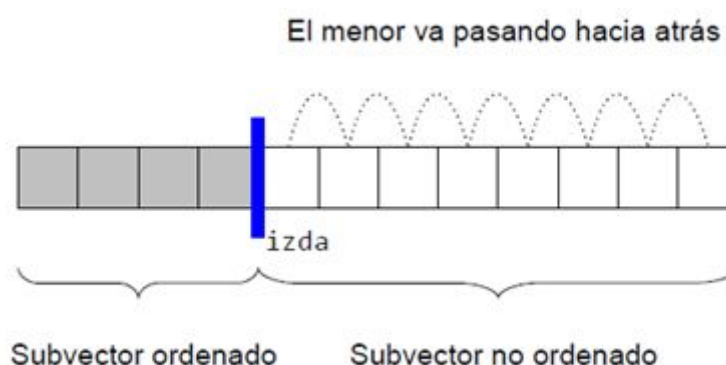 El menor va pasando hacia atrás
izda
Subvector ordenado
Subvector no ordenado